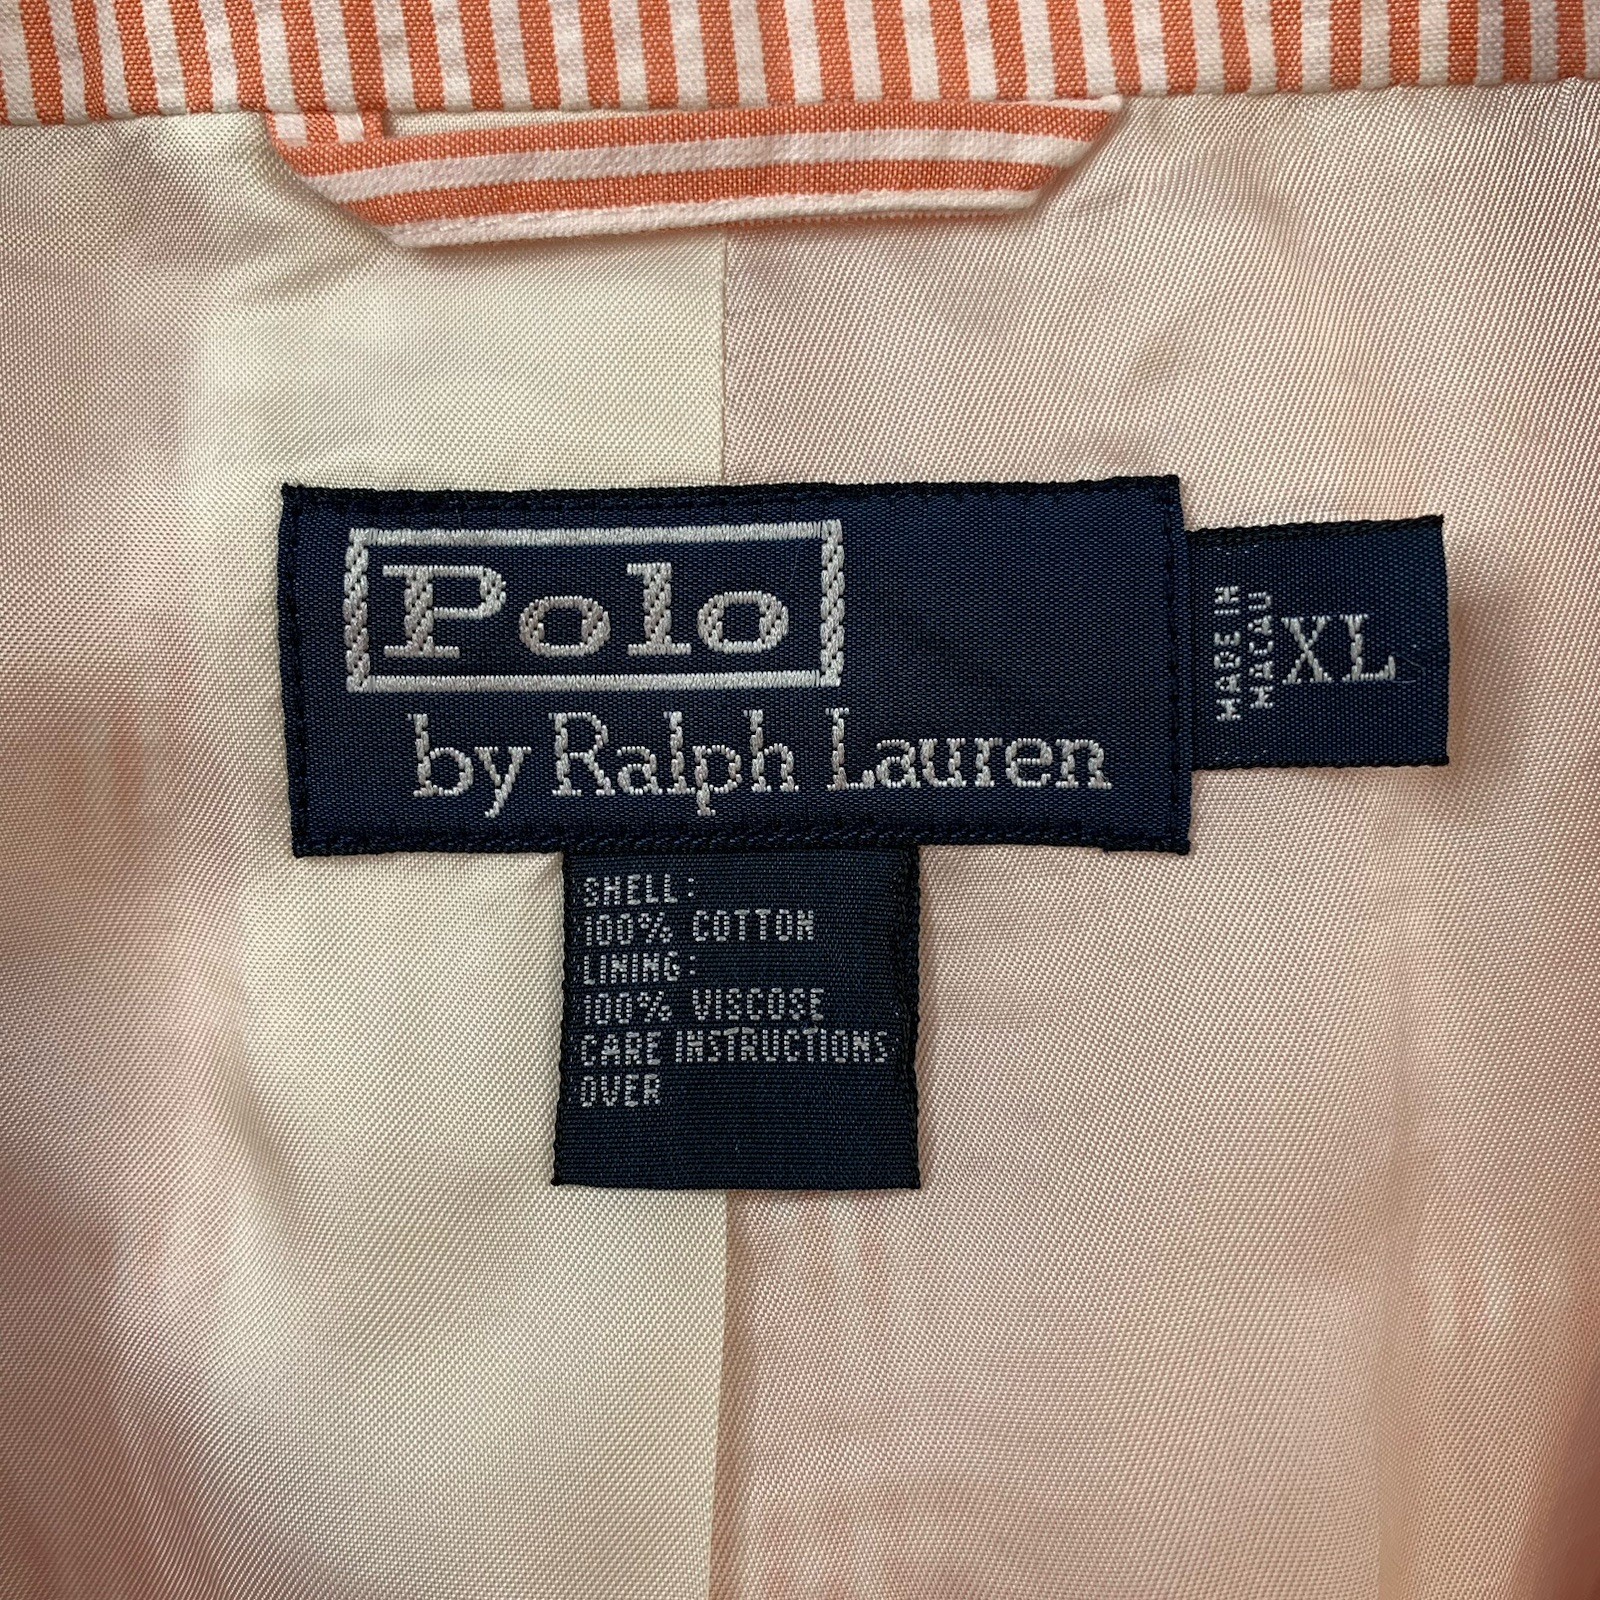 Polo
by Ralph Lauren
MADE IN
MACAU
XL
SHELL:
100% COTTON
LINING:
100% VISCOSE
CARE INSTRUCTIONS
OVER